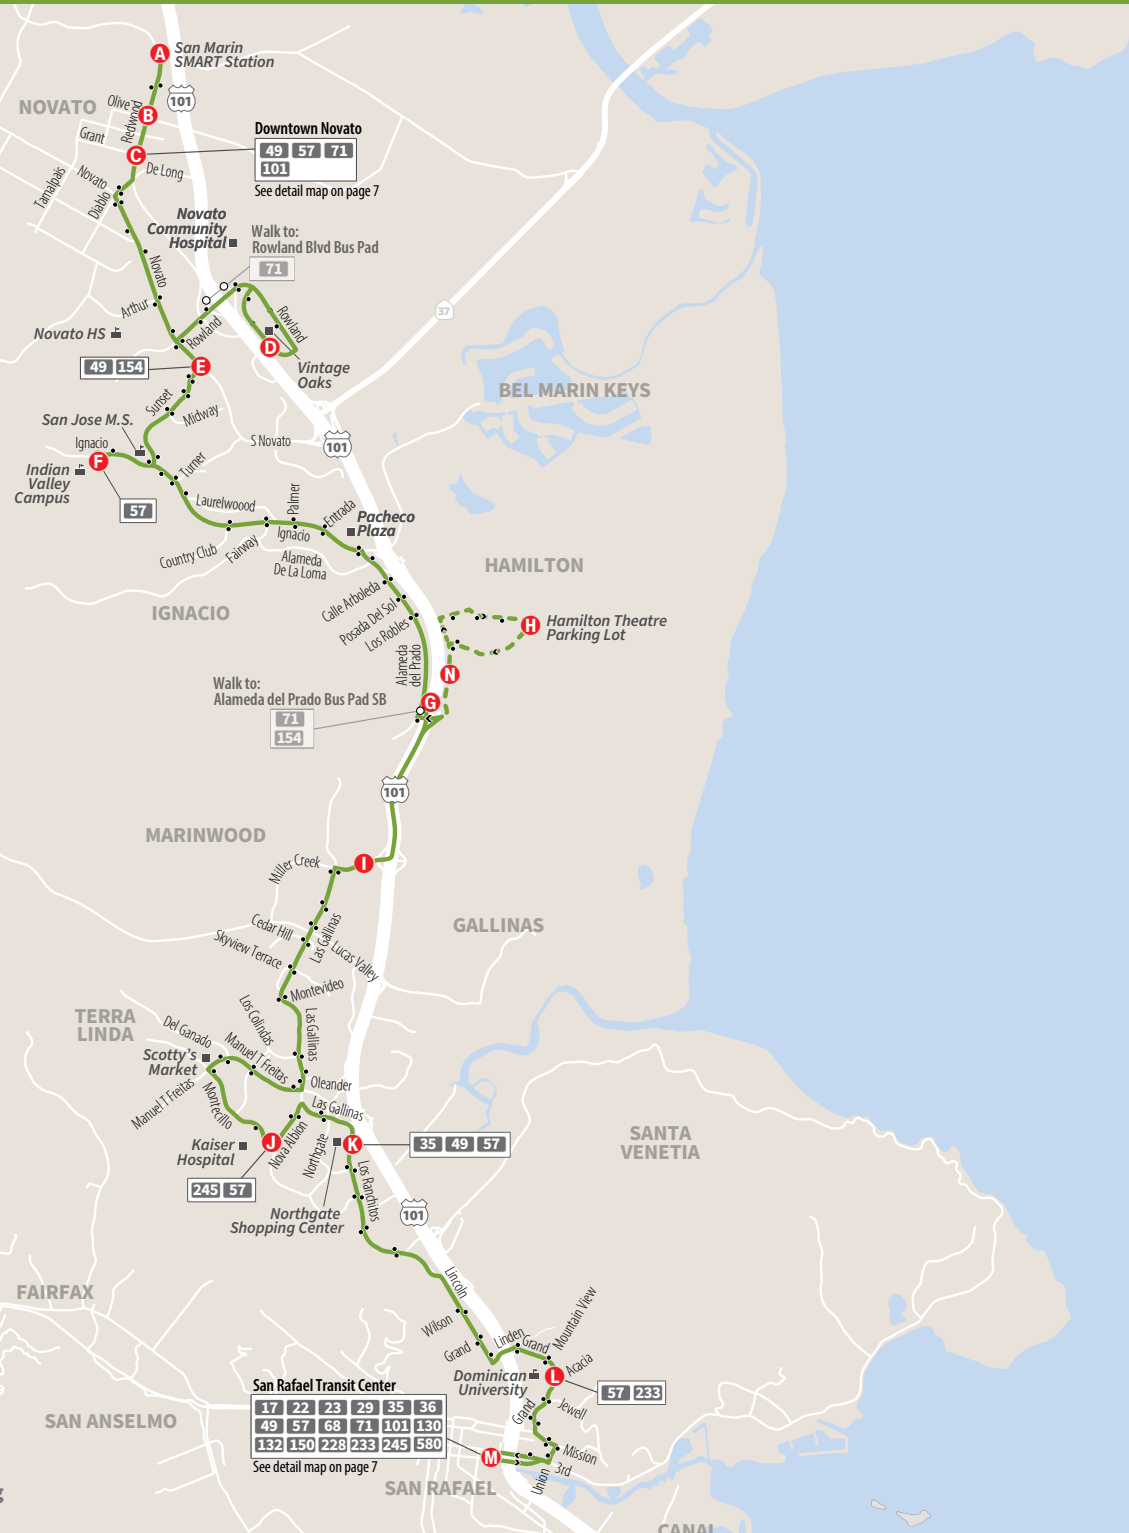 A
San Marin
SMART Station
101
NOVATO
Olive
B
Redwood
Grant
C
De Long
Downtown Novato
49 57 71
101
See detail map on page 7
Tamalpais
Novato
Diablo
Novato
Community
Hospital
Walk to:
Rowland Blvd Bus Pad
71
Novato
Arthur
Rowland
Rowland
37
Novato HS
D
Vintage
Oaks
49 154
E
BEL MARIN KEYS
Sunset
Midway
San Jose M.S.
S Novato
101
Ignacio
F
Indian
Valley
Campus
Turner
57
Laurelwoood
Palmer
Entrada
Pacheco
Plaza
Ignacio
Country Club
Fairway
Alameda
De La Loma
HAMILTON
Calle Arboleda
Posada Del Sol
Los Robles
IGNACIO
H
Hamilton Theatre
Parking Lot
Alameda
del Prado
N
Walk to:
Alameda del Prado Bus Pad SB
71
154
G
101
MARINWOOD
Miller Creek
I
Cedar Hill
Las Gallinas
GALLINAS
Skyview Terrace
Lucas Valley
Montevideo
Los Colindas
Las Gallinas
TERRA
LINDA
Del Ganado
Manuel T Freitas
Scotty's
Market
Oleander
Manuel T Freitas
Montecillo
Las Gallinas
J
Nova Albion
Northgate
K
35 49 57
Kaiser
Hospital
SANTA
VENETIA
245 57
Los Ranchitos
Northgate
Shopping Center
101
FAIRFAX
Lincoln
Wilson
Grand
Linden
Grand
Mountain View
Acacia
Dominican
University
L
57 233
San Rafael Transit Center
17 22 23 29 35 36
49 57 68 71 101 130
132 150 228 233 245 580
See detail map on page 7
SAN ANSELMO
Grand
Jewell
M
Mission
3rd
Union
SAN RAFAEL
CANAL